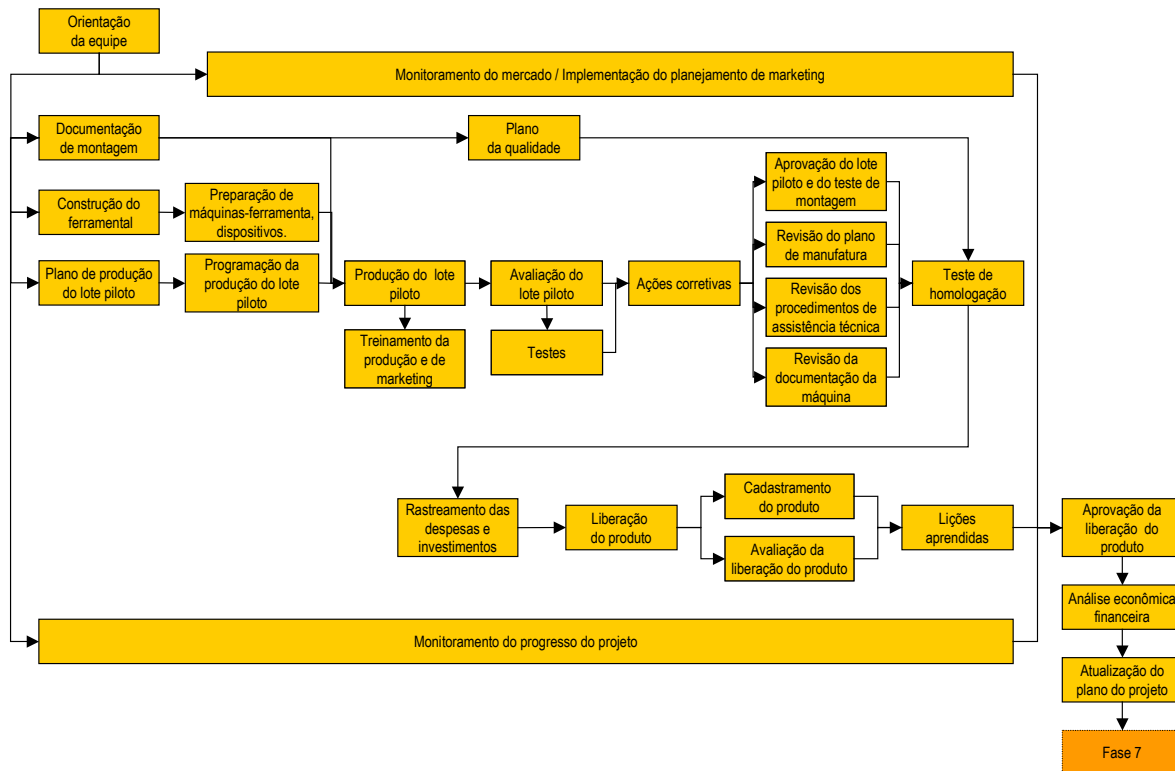 Orientação
da equipe
Monitoramento do mercado / Implementação do planejamento de marketing
Documentação
de montagem
Plano
da qualidade
Construção do
ferramental
Preparação de
máquinas-ferramenta,
dispositivos.
Plano de produção
do lote piloto
Programação da
produção do lote
piloto
Produção do lote
piloto
Treinamento da
produção e de
marketing
Avaliação do
lote piloto
Testes
Ações corretivas
Aprovação do lote
piloto e do teste de
montagem
Revisão do plano
de manufatura
Revisão dos
procedimentos de
assistência técnica
Revisão da
documentação da
máquina
Teste de
homologação
Rastreamento das
despesas e
investimentos
Liberação
do produto
Cadastramento
do produto
Avaliação da
liberação do produto
Lições
aprendidas
Aprovação da
liberação do
produto
Análise econômica
financeira
Monitoramento do progresso do projeto
Atualização do
plano do projeto
Fase 7